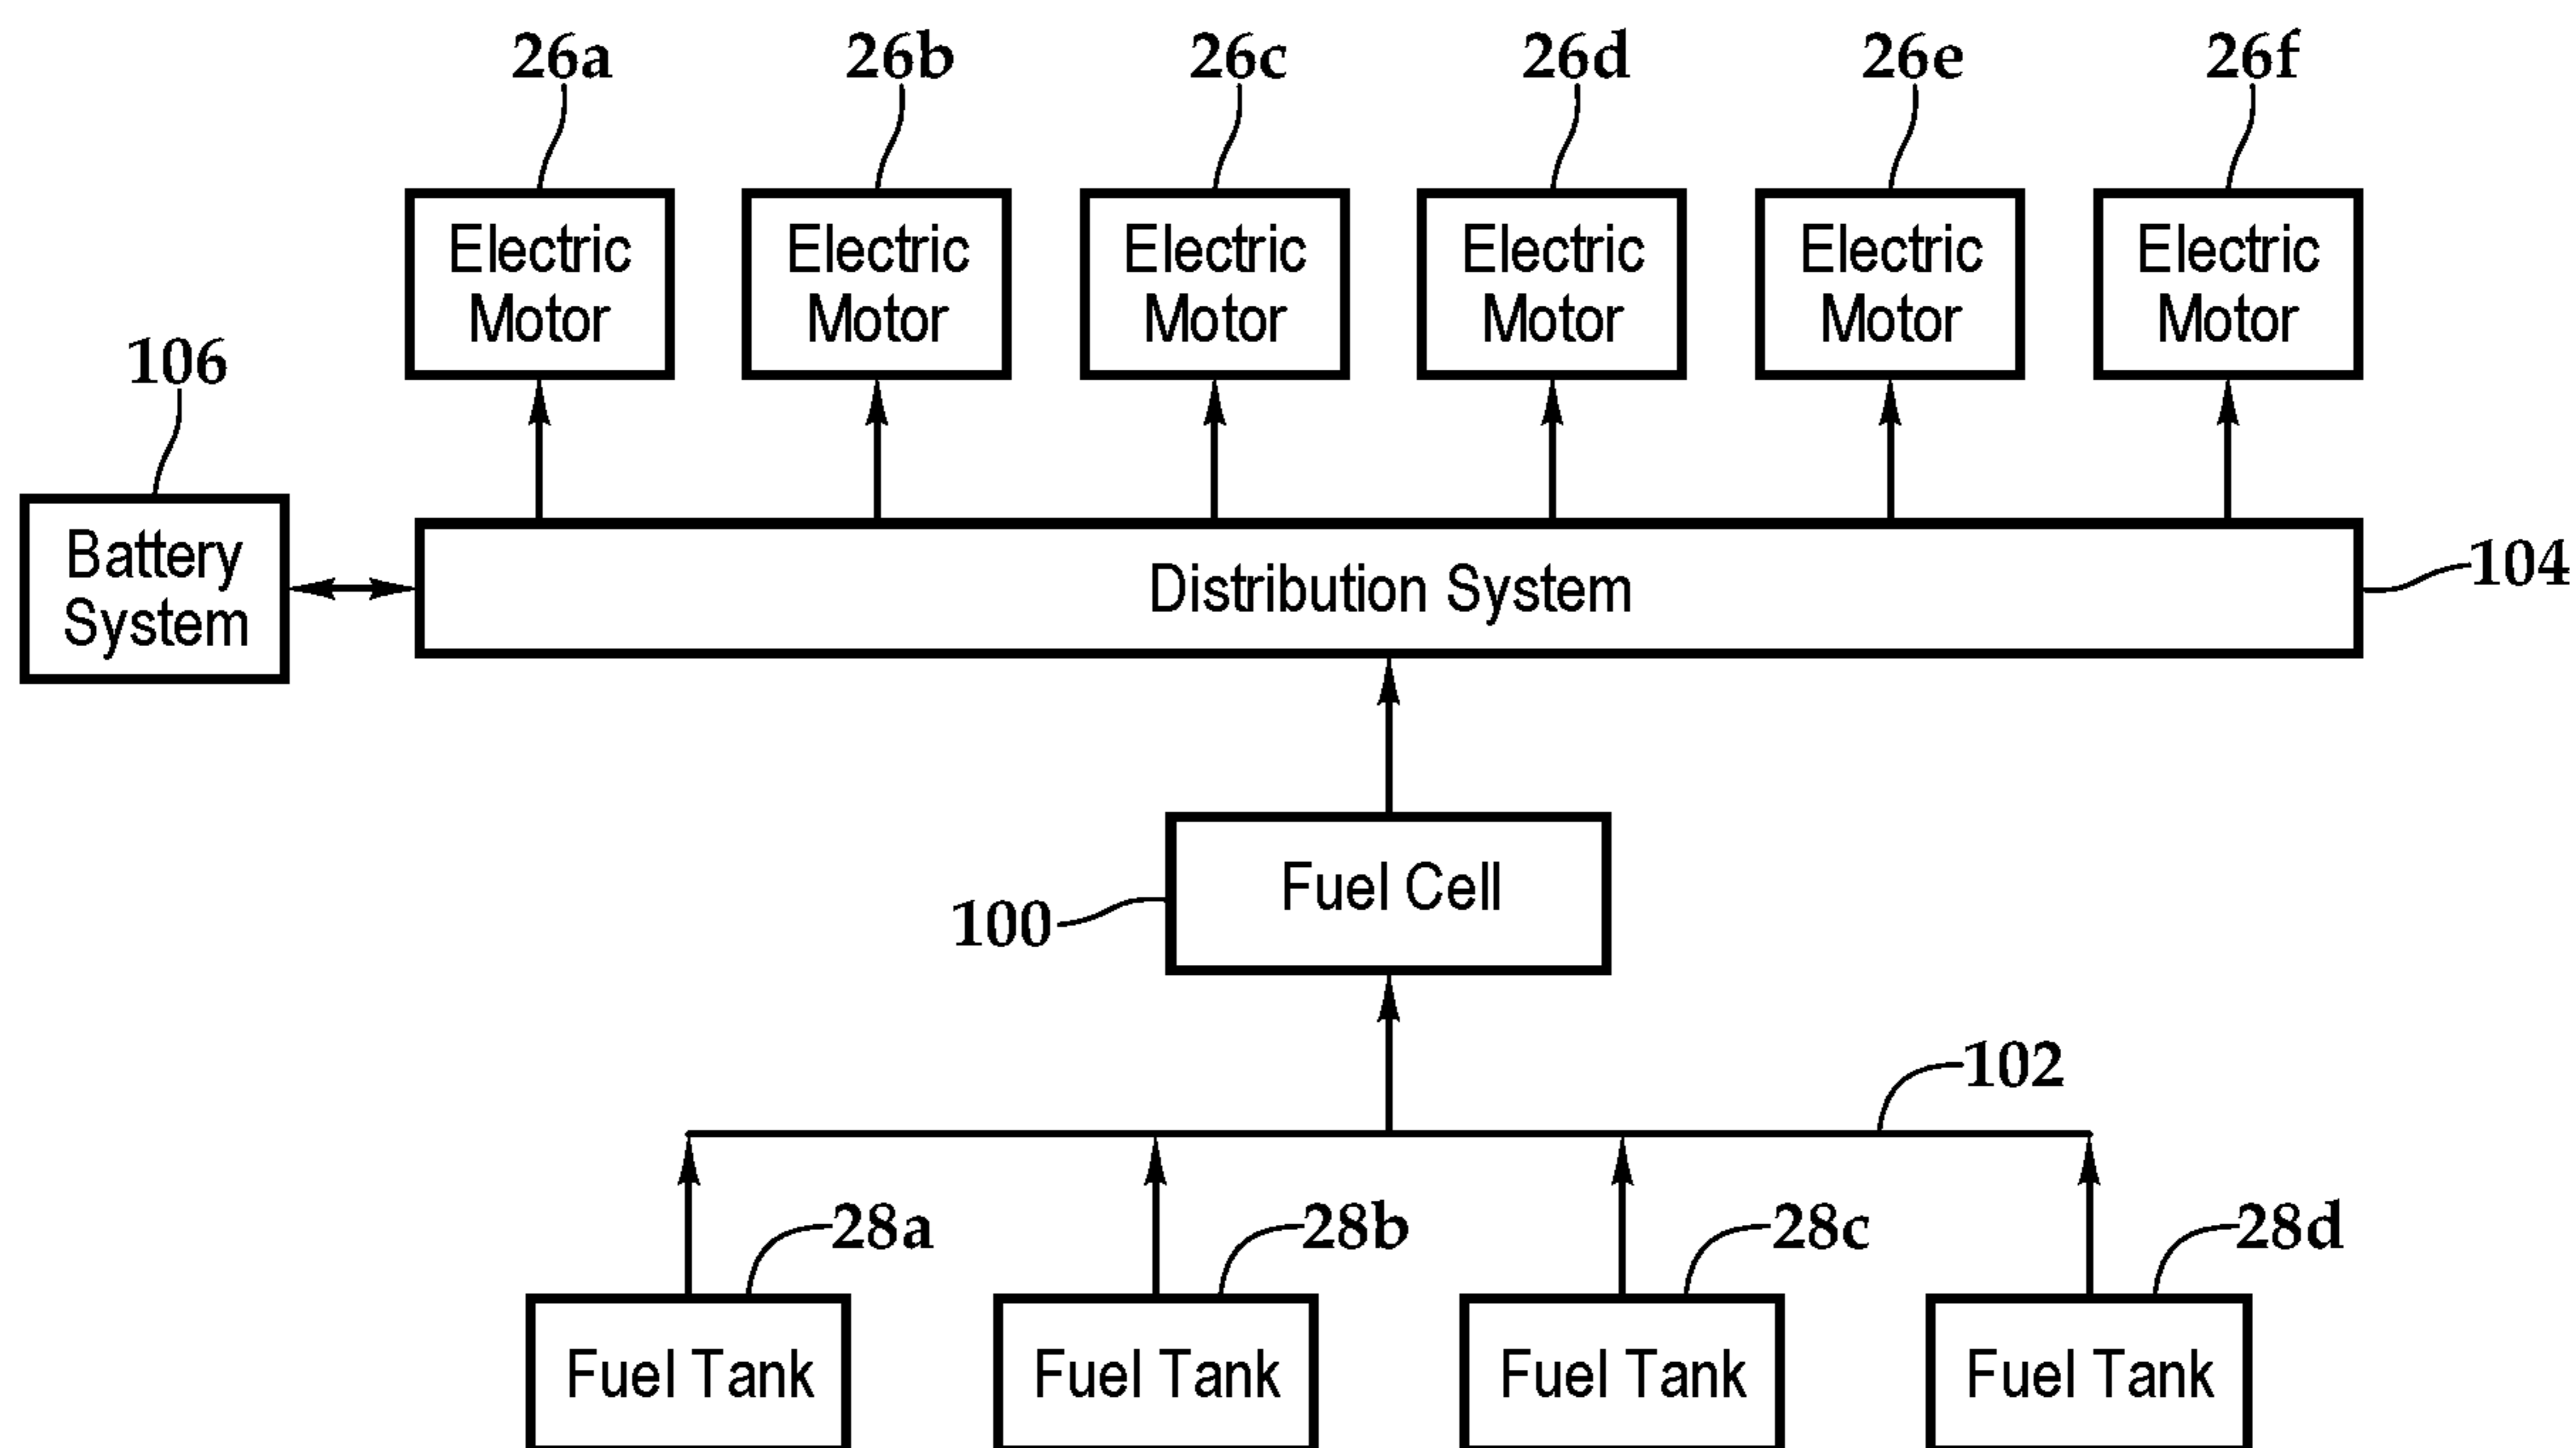 26a 26b 26c 26d 26e 26f
Electric Electric Electric Electric Electric Electric
Motor Motor Motor Motor Motor Motor
106
Battery
System
Distribution System
104
Fuel Cell
100
102
28a 28b 28c 28d
Fuel Tank Fuel Tank Fuel Tank Fuel Tank